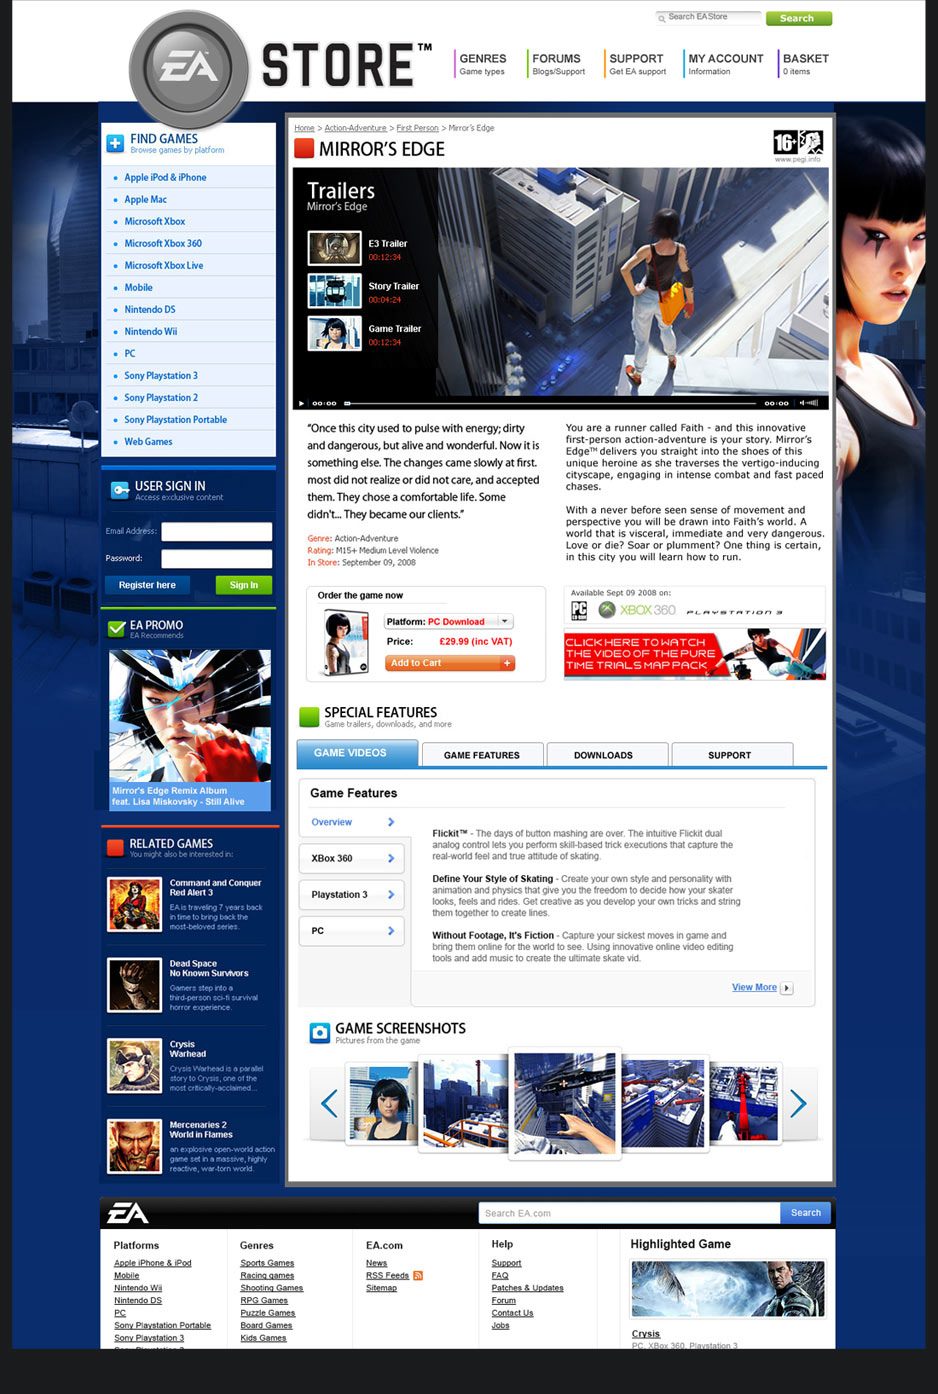 Search EAStore
Search
EA
STORE™
GENRES
Game types
FORUMS
Blogs/Support
SUPPORT
Get EA support
MY ACCOUNT
Information
BASKET
0 items
FIND GAMES
Browse games by platform
Apple iPod & iPhone
Apple Mac
Microsoft Xbox
Microsoft Xbox 360
Microsoft Xbox Live
Mobile
Nintendo DS
Nintendo Wii
PC
Sony Playstation 3
Sony Playstation 2
Sony Playstation Portable
Web Games
USER SIGN IN
Access exclusive content
Email Address:
Password:
Register here
Sign In
EA PROMO
EA Recommends
Mirror's Edge Remix Album
feat. Lisa Miskovsky - Still Alive
RELATED GAMES
You might also be interested in:
Command and Conquer
Red Alert 3
EA is traveling 7 years back
in time to bring back the
most-beloved series.
Dead Space
No Known Survivors
Gamers step into a
third-person sci-fi survival
horror experience.
Crysis
Warhead
Crysis Warhead is a parallel
story to Crysis, one of the
most critically-acclaimed...
Mercenaries 2
World in Flames
an explosive open-world action
game set in a massive, highly
reactive, war-torn world.
Home > Action-Adventure > First Person > Mirror's Edge
MIRROR'S EDGE
16+
www.pegi.info
Trailers
Mirror's Edge
E3 Trailer
00:12:34
Story Trailer
00:04:24
Game Trailer
00:12:34
00:00
00:00
"Once this city used to pulse with energy; dirty
and dangerous, but alive and wonderful. Now it is
something else. The changes came slowly at first.
most did not realize or did not care, and accepted
them. They chose a comfortable life. Some
didn't... They became our clients."
Genre: Action-Adventure
Rating: M15+ Medium Level Violence
In Store: September 09, 2008
You are a runner called Faith - and this innovative
first-person action-adventure is your story. Mirror's
Edge™ delivers you straight into the shoes of this
unique heroine as she traverses the vertigo-inducing
cityscape, engaging in intense combat and fast paced
chases.
With a never before seen sense of movement and
perspective you will be drawn into Faith's world. A
world that is visceral, immediate and very dangerous.
Love or die? Soar or plumment? One thing is certain,
in this city you will learn how to run.
Order the game now
Platform: PC Download
Price: £29.99 (inc VAT)
Add to Cart +
Available Sept 09 2008 on:
PC
XBOX 360
PLAYSTATION 3
CLICK HERE TO WATCH
THE VIDEO OF THE PURE
TIME TRIALS MAP PACK
SPECIAL FEATURES
Game trailers, downloads, and more
GAME VIDEOS
GAME FEATURES
DOWNLOADS
SUPPORT
Game Features
Overview
XBox 360
Playstation 3
PC
Flickit™ - The days of button mashing are over. The intuitive Flickit dual
analog control lets you perform skill-based trick executions that capture the
real-world feel and true attitude of skating.
Define Your Style of Skating - Create your own style and personality with
animation and physics that give you the freedom to decide how your skater
looks, feels and rides. Get creative as you develop your own tricks and string
them together to create lines.
Without Footage, It's Fiction - Capture your sickest moves in game and
bring them online for the world to see. Using innovative online video editing
tools and add music to create the ultimate skate vid.
View More
GAME SCREENSHOTS
Pictures from the game
EA
Search EA.com
Search
Platforms
Apple iPhone & iPod
Mobile
Nintendo Wii
Nintendo DS
PC
Sony Playstation Portable
Sony Playstation 3
Genres
Sports Games
Racing games
Shooting Games
RPG Games
Puzzle Games
Board Games
Kids Games
EA.com
News
RSS Feeds
Sitemap
Help
Support
FAQ
Patches & Updates
Forum
Contact Us
Jobs
Highlighted Game
Crysis
PC, XBox 360, Playstation 3